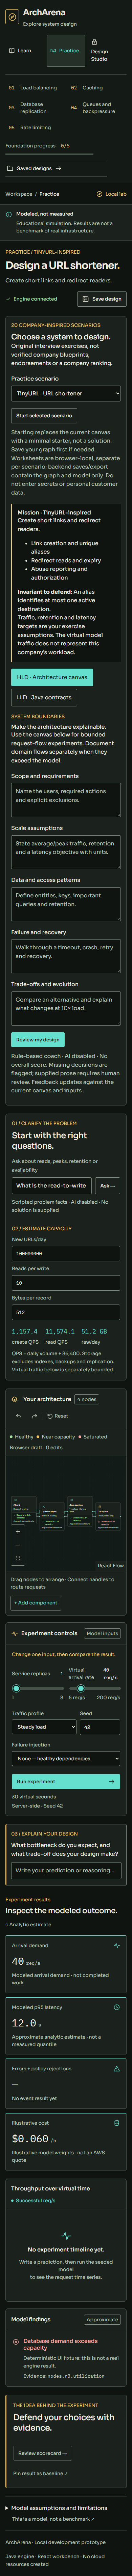 ArchArena
Explore system design
Learn
Practice
Design
Studio
01 Load balancing
02 Caching
03 Database
replication
04 Queues and
backpressure
05 Rate limiting
Foundation progress 0/5
Saved designs →
Workspace / Practice
Local lab
Modeled, not measured
Educational simulation. Results are not a
benchmark of real infrastructure.
PRACTICE / TINYURL-INSPIRED
Design a URL shortener.
Create short links and redirect readers.
Engine connected
Save design
20 COMPANY-INSPIRED SCENARIOS
Choose a system to design.
Original interview exercises, not
verified company blueprints,
endorsements or a company ranking.
Practice scenario
TinyURL · URL shortener
Start selected scenario
Starting replaces the current canvas
with a minimal starter, not a solution.
Save your graph first if needed.
Worksheets are browser-local, separate
per scenario; backend saves/reports
contain the graph and model only. Do
not enter secrets or personal customer
data.
Mission · TinyURL-inspired
Create short links and redirect
readers.
Link creation and unique
aliases
Redirect reads and expiry
Abuse reporting and
authorization
Invariant to defend: An alias
identifies at most one active
destination.
Traffic, retention and latency
targets are your exercise
assumptions. The virtual model
traffic does not represent this
company's workload.
HLD · Architecture canvas
LLD · Java contracts
SYSTEM BOUNDARIES
Make the architecture explainable.
Use the canvas below for bounded
request-flow experiments. Document
domain flows separately when they
exceed the model.
Scope and requirements
Name the users, required actions
and explicit exclusions.
Scale assumptions
State average/peak traffic, retention
and latency objective with units.
Data and access patterns
Define entities, keys, important
queries and retention.
Failure and recovery
Walk through a timeout, crash, retry
and recovery.
Trade-offs and evolution
Compare an alternative and explain
what changes at 10× load.
Review my design
Rule-based coach · AI disabled · No
overall score. Missing decisions are
flagged; supplied prose requires human
review. Feedback updates against the
current canvas and inputs.
01 / CLARIFY THE PROBLEM
Start with the right
questions.
Ask about reads, peaks, retention or
availability
What is the read-to-write
Ask →
Scripted problem facts · AI disabled · No
solution is supplied
02 / ESTIMATE CAPACITY
New URLs/day
100000000
Reads per write
10
Bytes per record
512
1,157.4
create QPS
11,574.1
read QPS
51.2 GB
raw/day
QPS = daily volume ÷ 86,400. Storage
excludes indexes, backups and replication.
Virtual traffic below is separately bounded.
Your architecture
4 nodes
Reset
Healthy
Near capacity
Saturated
Browser draft · 0 edits
React Flow
Drag nodes to arrange · Connect handles to
route requests
+ Add component
Experiment controls
Model inputs
Change one input, then compare the result.
Service replicas 1
1 8
Virtual
arrival rate
40
req/s
5 req/s 200 req/s
Traffic profile
Steady load
Seed
42
Failure injection
None — healthy dependencies
Run experiment →
30 virtual seconds
Server-side · Seed 42
03 / EXPLAIN YOUR DESIGN
What bottleneck do you expect, and
what trade-off does your design make?
Write your prediction or reasoning…
Experiment results
Inspect the modeled outcome.
Analytic estimate
Arrival demand
40 req/s
Modeled arrival demand · not completed
work
Modeled p95 latency
12.0 s
Approximate analytic estimate · not a
measured quantile
Errors + policy rejections
—
No event result yet
Illustrative cost
$0.060 /h
Illustrative model weights · not an AWS
quote
Throughput over virtual time
Successful req/s
No experiment timeline yet.
Write a prediction, then run the seeded
model
to see the request time series.
Model findings
Approximate
Database demand exceeds
capacity
Deterministic UI fixture; this is not a real
engine result.
Evidence: nodes.n3.utilization
THE IDEA BEHIND THE EXPERIMENT
Defend your choices with
evidence.
Review scorecard →
Pin result as baseline ↗
Model assumptions and limitations
This is a model, not a benchmark ↗
ArchArena · Local development prototype
Java engine · React workbench · No cloud
resources created